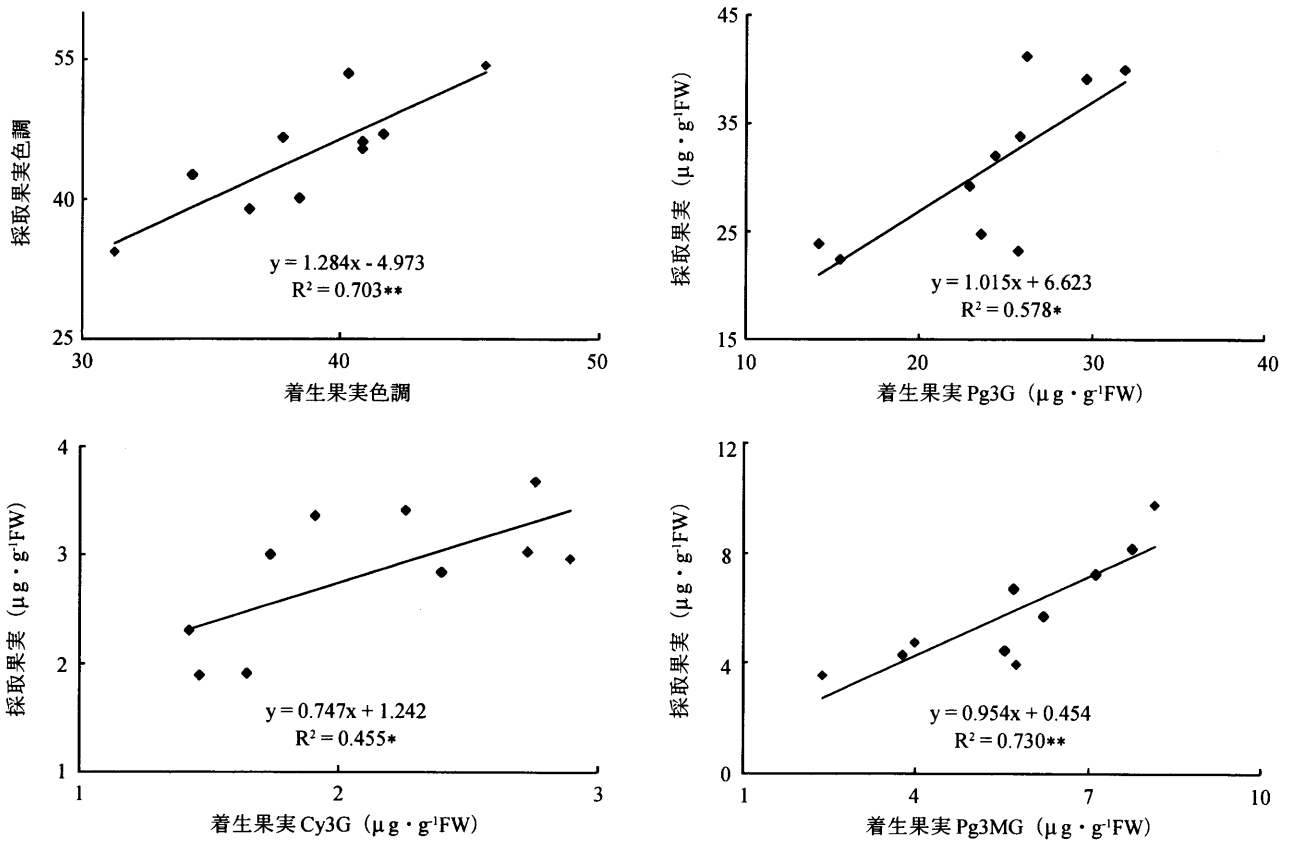 55
40
25
採取果実色調
y = 1.284x - 4.973
R² = 0.703**
30
40
50
着生果実色調
45
35
25
15
採取果実(μg・g⁻¹FW)
y = 1.015x + 6.623
R² = 0.578*
10
20
30
40
着生果実 Pg3G(μg・g⁻¹FW)
4
3
2
1
採取果実(μg・g⁻¹FW)
y = 0.747x + 1.242
R² = 0.455*
1
2
3
着生果実 Cy3G(μg・g⁻¹FW)
12
8
4
0
採取果実(μg・g⁻¹FW)
y = 0.954x + 0.454
R² = 0.730**
1
4
7
10
着生果実 Pg3MG(μg・g⁻¹FW)